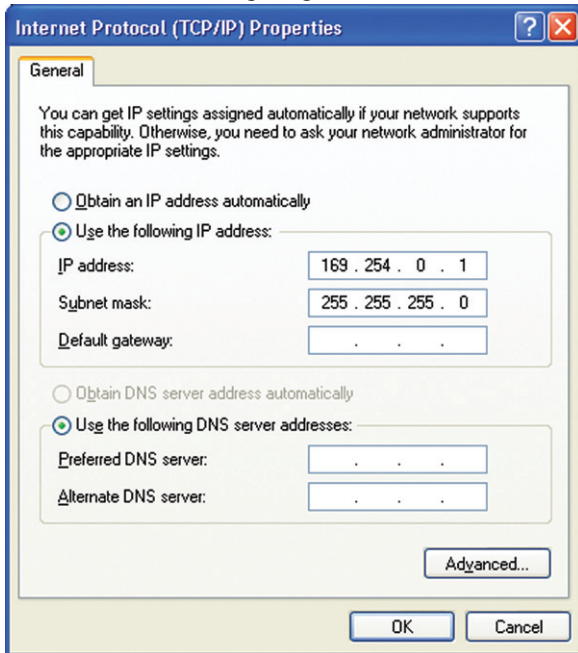 Internet Protocol (TCP/IP) Properties
General
You can get IP settings assigned automatically if your network supports
this capability. Otherwise, you need to ask your network administrator for
the appropriate IP settings.
Obtain an IP address automatically
Use the following IP address:
IP address: 169 . 254 . 0 . 1
Subnet mask: 255 . 255 . 255 . 0
Default gateway: . . .
Obtain DNS server address automatically
Use the following DNS server addresses:
Preferred DNS server: . . .
Alternate DNS server: . . .
Advanced...
OK Cancel